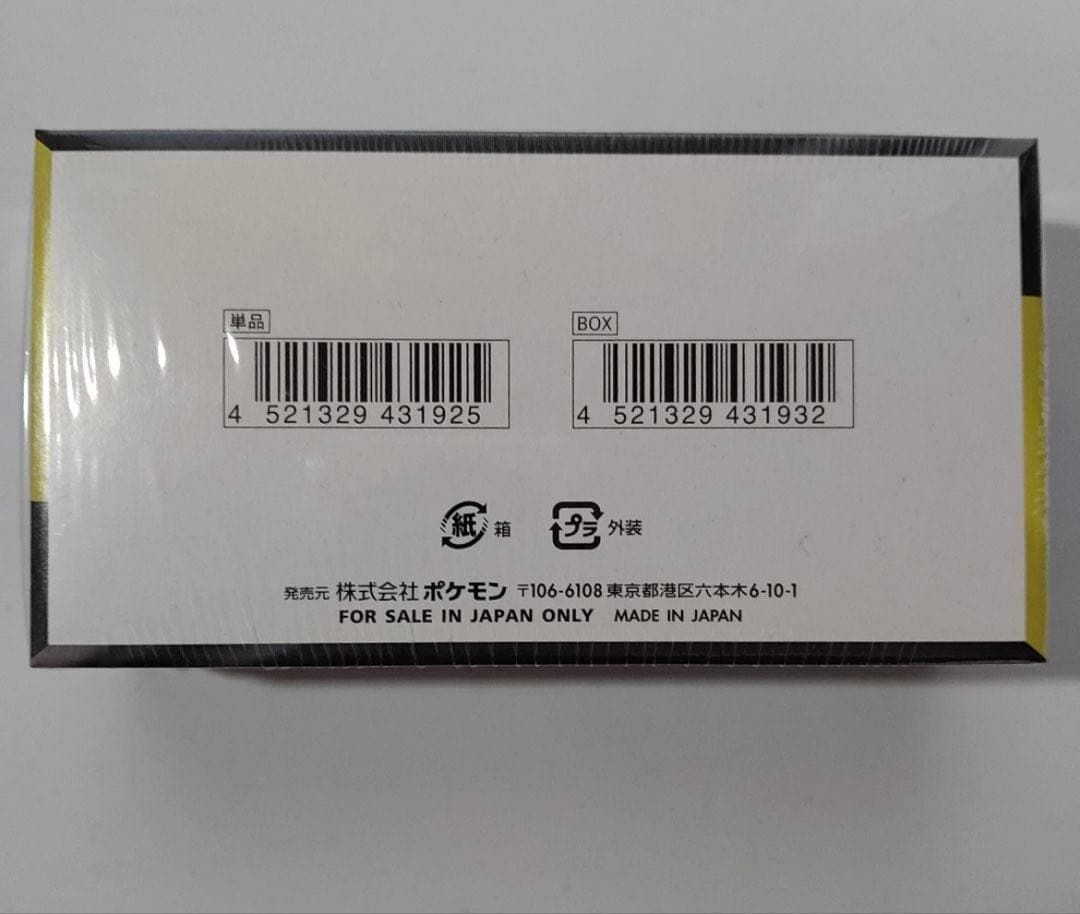 単品
4 521329 431925
BOX
4 521329 431932
紙 箱
プラ 外装
発売元 株式会社 ポケモン 〒106-6108 東京都港区六本木6-10-1
FOR SALE IN JAPAN ONLY MADE IN JAPAN